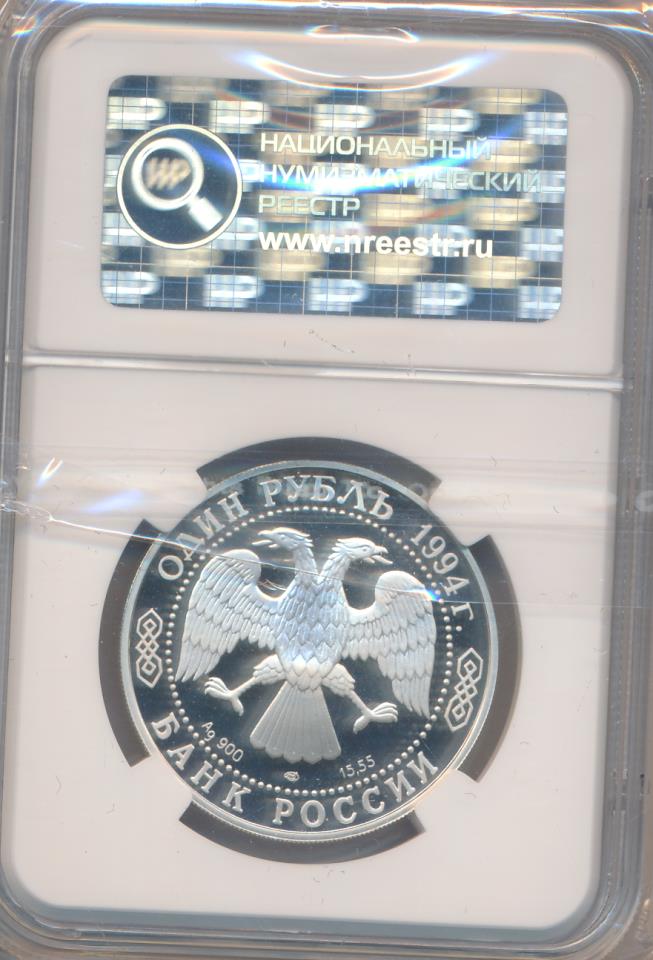 НАЦИОНАЛЬНЫЙ
НУМИЗМАТИЧЕСКИЙ
РЕЕСТР
www.nreestr.ru
ОДИН РУБЛЬ 1994 г.
Ag 900
15,55
БАНК РОССИИ